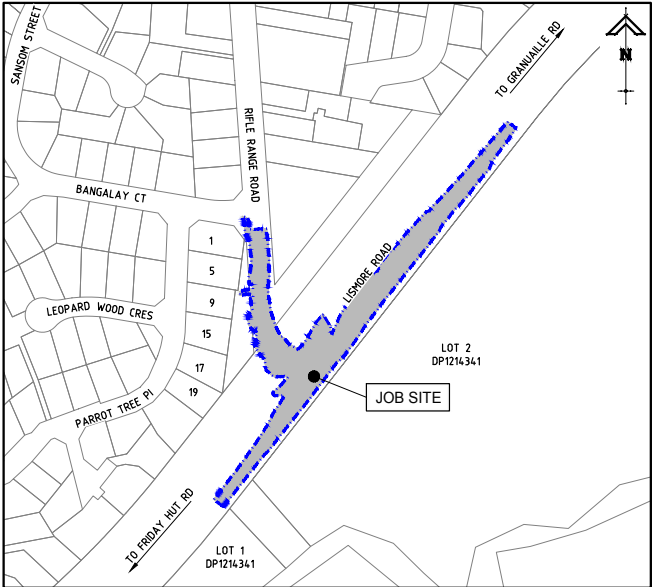 SANSOM STREET
TO GRANUAILLE RD
N
RIFLE RANGE ROAD
BANGALAY CT
1
5
LISMORE ROAD
9
LEOPARD WOOD CRES
15
LOT 2
DP1214341
17
19
JOB SITE
PARROT TREE Pl
TO FRIDAY HUT RD
LOT 1
DP1214341